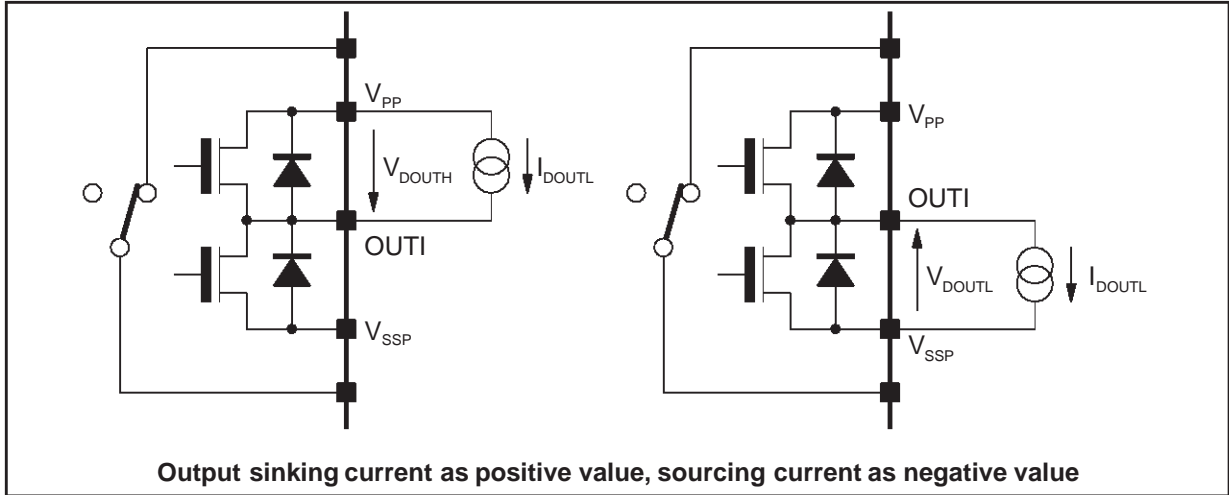 V_PP
V_DOUTH
I_DOUTL
OUTI
V_SSP
V_PP
OUTI
V_DOUTL
I_DOUTL
V_SSP
Output sinking current as positive value, sourcing current as negative value